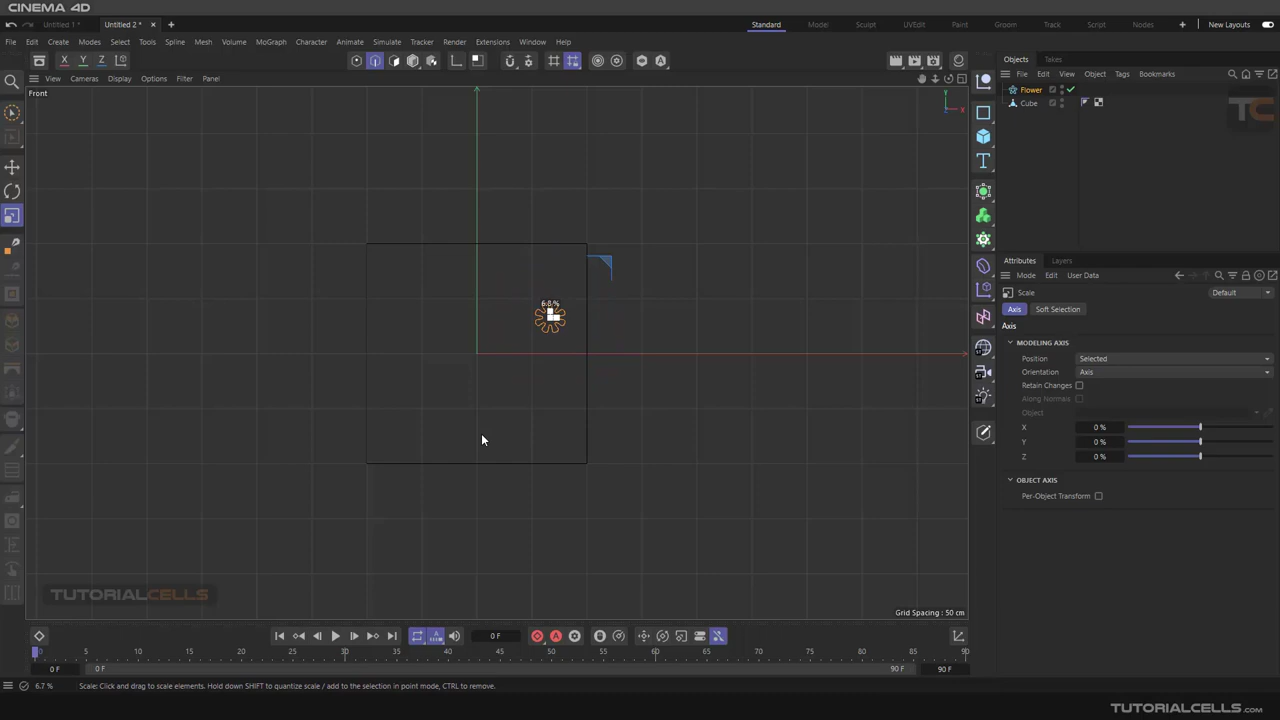 CINEMA 4D
Untitled 1 *
Untitled 2 *
Standard
Model
Sculpt
UVEdit
Paint
Groom
Track
Script
Nodes
New Layouts
File Edit Create Modes Select Tools Spline Mesh Volume MoGraph Character Animate Simulate Tracker Render Extensions Window Help
Objects Takes
View Cameras Display Options Filter Panel
File Edit View Object Tags Bookmarks
Front
Y
X
Flower
Cube
TC
6.8 %
Attributes Layers
Mode Edit User Data
Scale
Default
Axis Soft Selection
Axis
MODELING AXIS
Position Selected
Orientation Axis
Retain Changes
Along Normals
Object
X 0 %
Y 0 %
Z 0 %
OBJECT AXIS
Per-Object Transform
TUTORIALCELLS
Grid Spacing : 50 cm
0 F
0 5 10 15 20 25 30 35 40 45 50 55 60 65 70 75 80 85 90
0 F 0 F 90 F 90 F
6.7 % Scale: Click and drag to scale elements. Hold down SHIFT to quantize scale / add to the selection in point mode, CTRL to remove.
TUTORIALCELLS.com